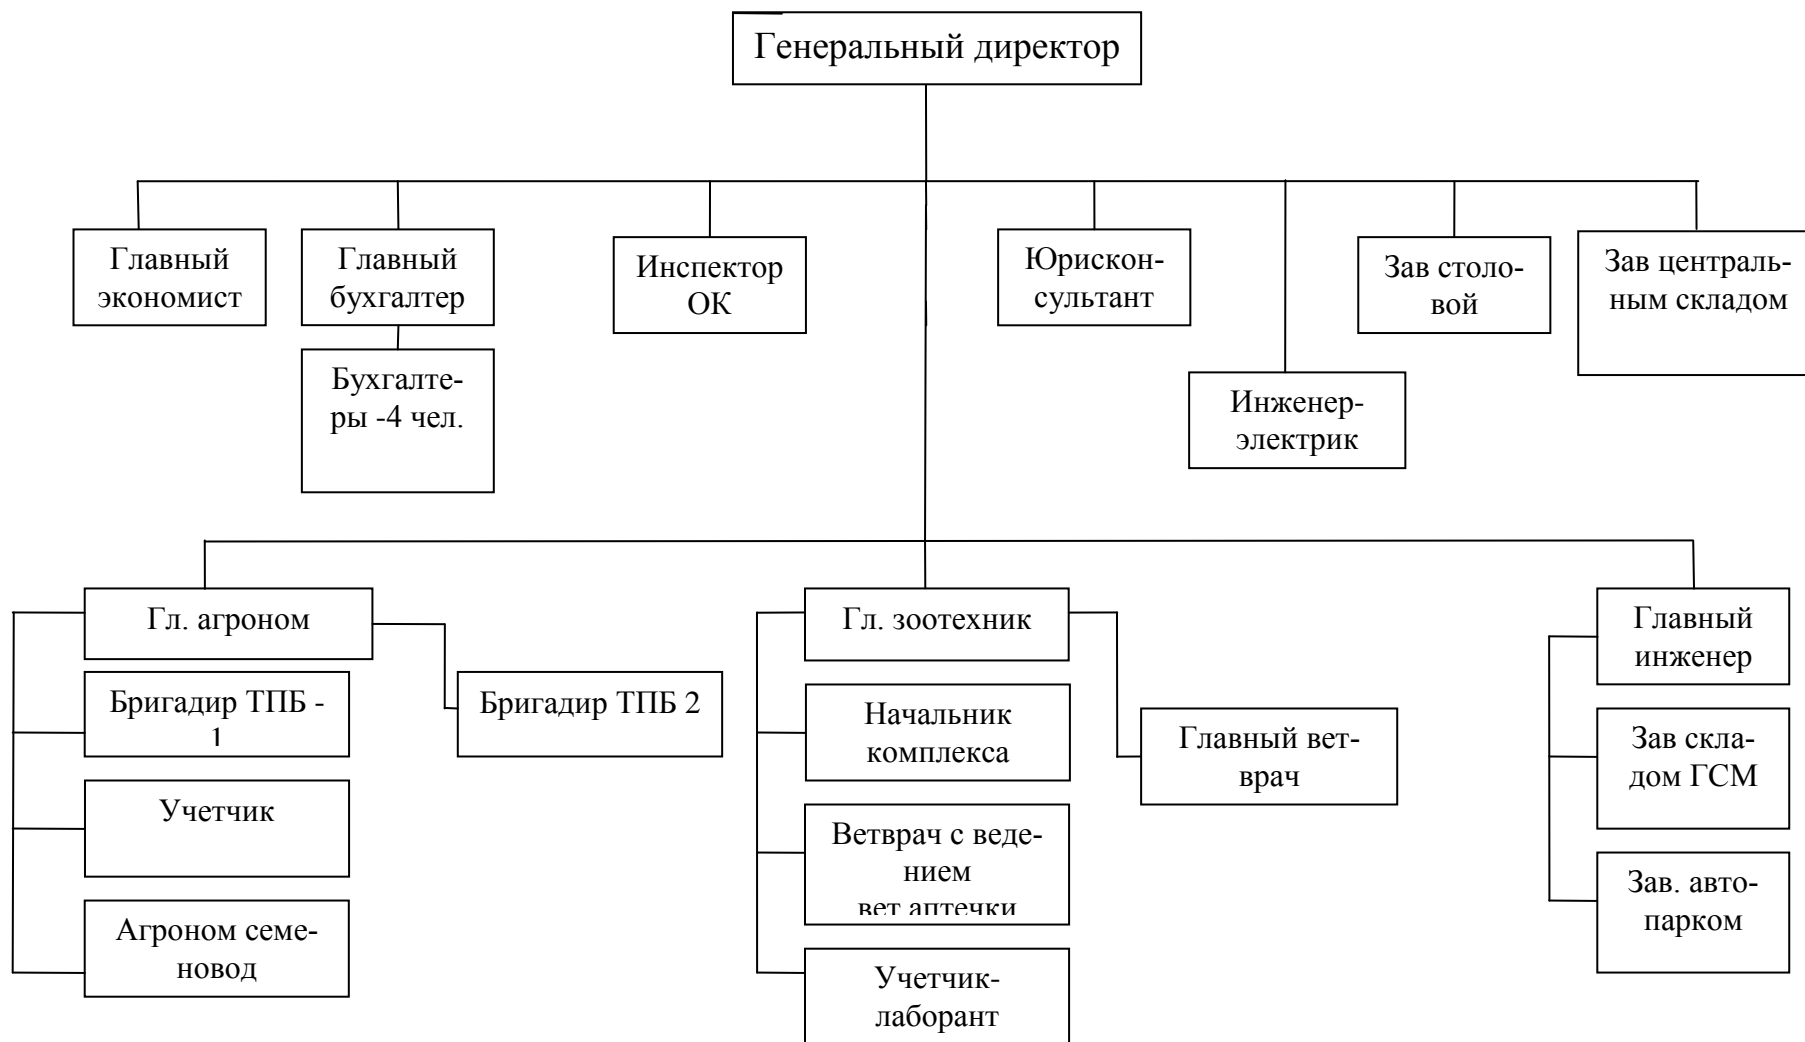 Генеральный директор
Главный
экономист
Главный
бухгалтер
Инспектор
ОК
Юрискон-
сультант
Зав столо-
вой
Зав централь-
ным складом
Бухгалте-
ры -4 чел.
Инженер-
электрик
Гл. агроном
Бригадир ТПБ -
1
Бригадир ТПБ 2
Учетчик
Агроном семе-
новод
Гл. зоотехник
Начальник
комплекса
Главный вет-
врач
Ветврач с веде-
нием
вет аптечки
Учетчик-
лаборант
Главный
инженер
Зав скла-
дом ГСМ
Зав. авто-
парком